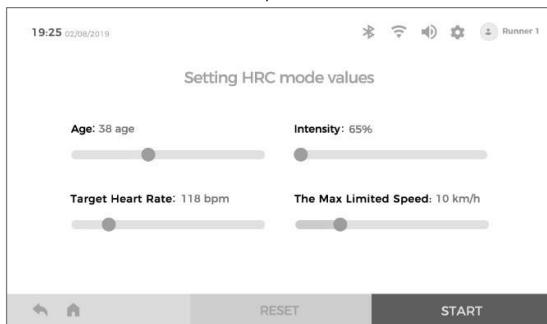 19:25 02/08/2019
Runner 1
Setting HRC mode values
Age: 38 age
Intensity: 65%
Target Heart Rate: 118 bpm
The Max Limited Speed: 10 km/h
RESET
START